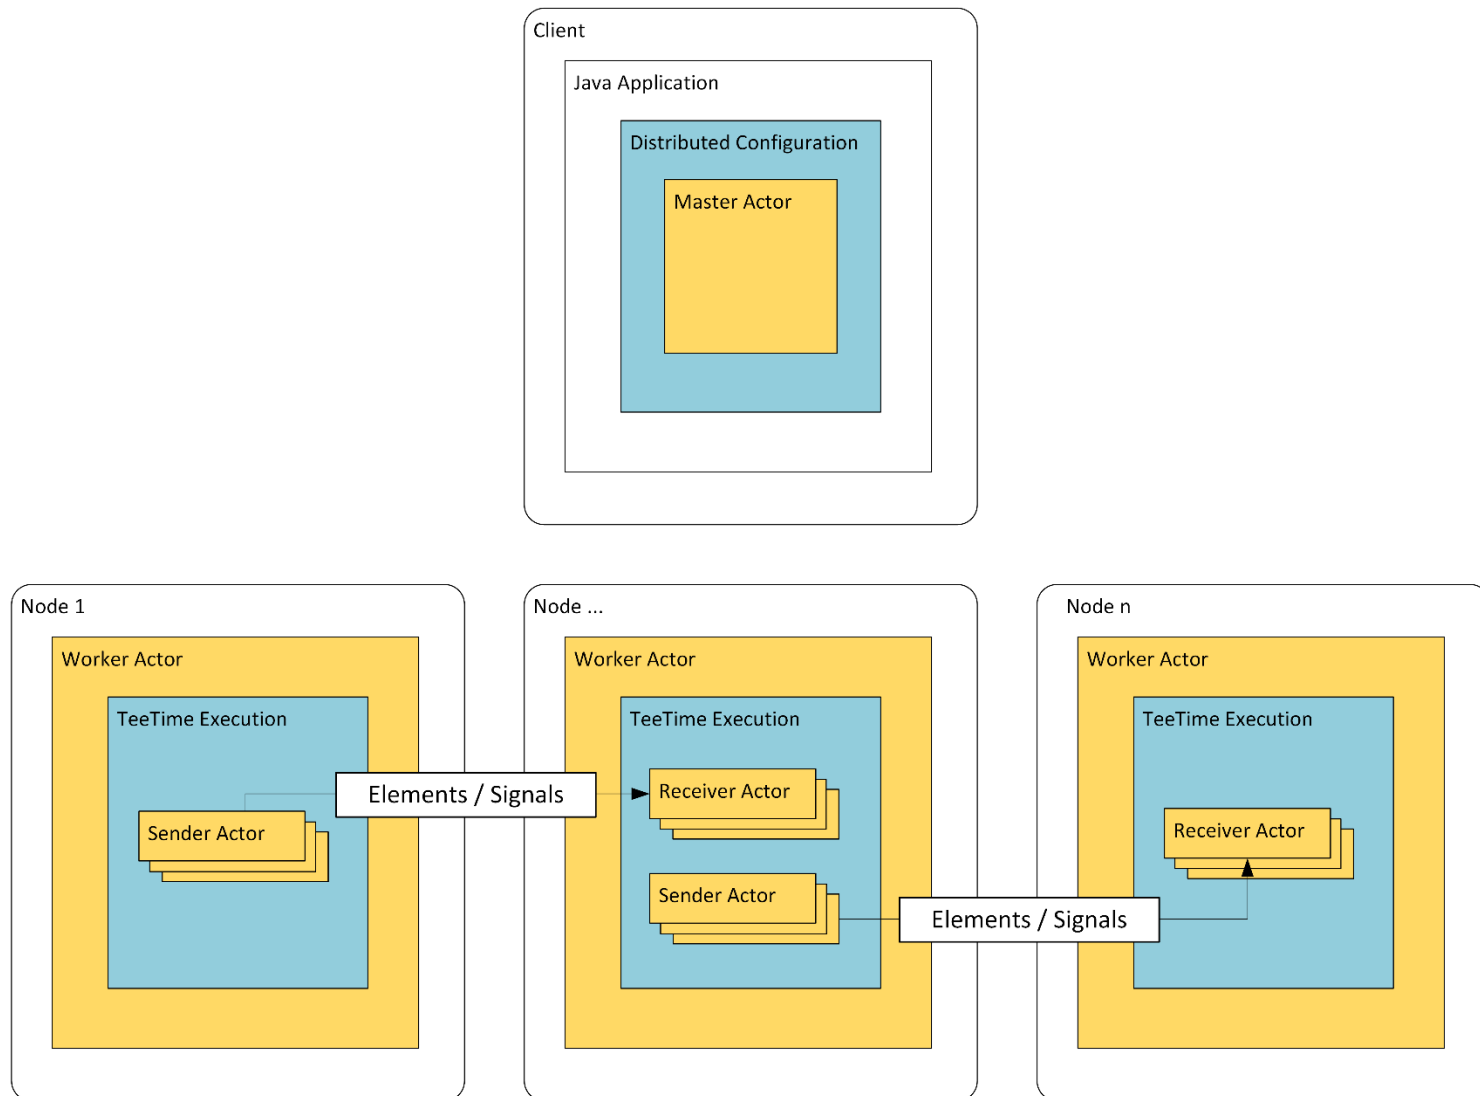 Client
Java Application
Distributed Configuration
Master Actor
Node 1
Worker Actor
TeeTime Execution
Sender Actor
Elements / Signals
Node ...
Worker Actor
TeeTime Execution
Receiver Actor
Sender Actor
Elements / Signals
Node n
Worker Actor
TeeTime Execution
Receiver Actor